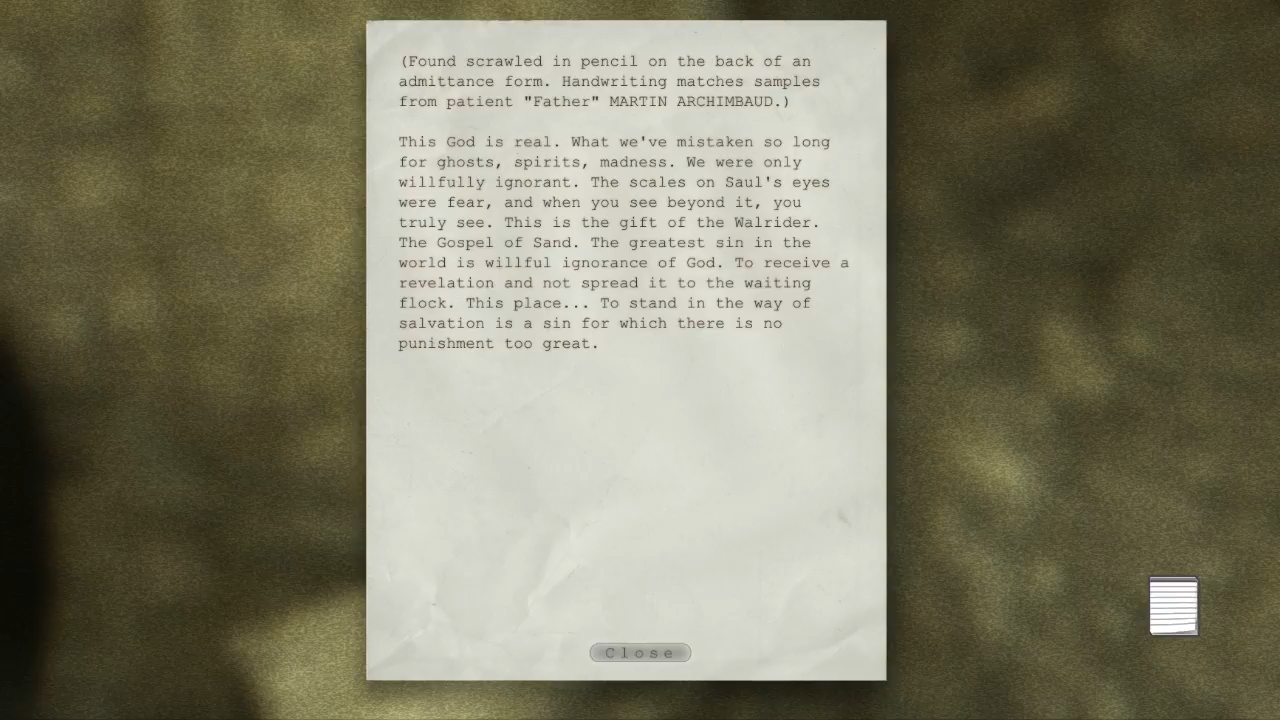 (Found scrawled in pencil on the back of an
admittance form. Handwriting matches samples
from patient "Father" MARTIN ARCHIMBAUD.)
This God is real. What we've mistaken so long
for ghosts, spirits, madness. We were only
willfully ignorant. The scales on Saul's eyes
were fear, and when you see beyond it, you
truly see. This is the gift of the Walrider.
The Gospel of Sand. The greatest sin in the
world is willful ignorance of God. To receive a
revelation and not spread it to the waiting
flock. This place... To stand in the way of
salvation is a sin for which there is no
punishment too great.
Close